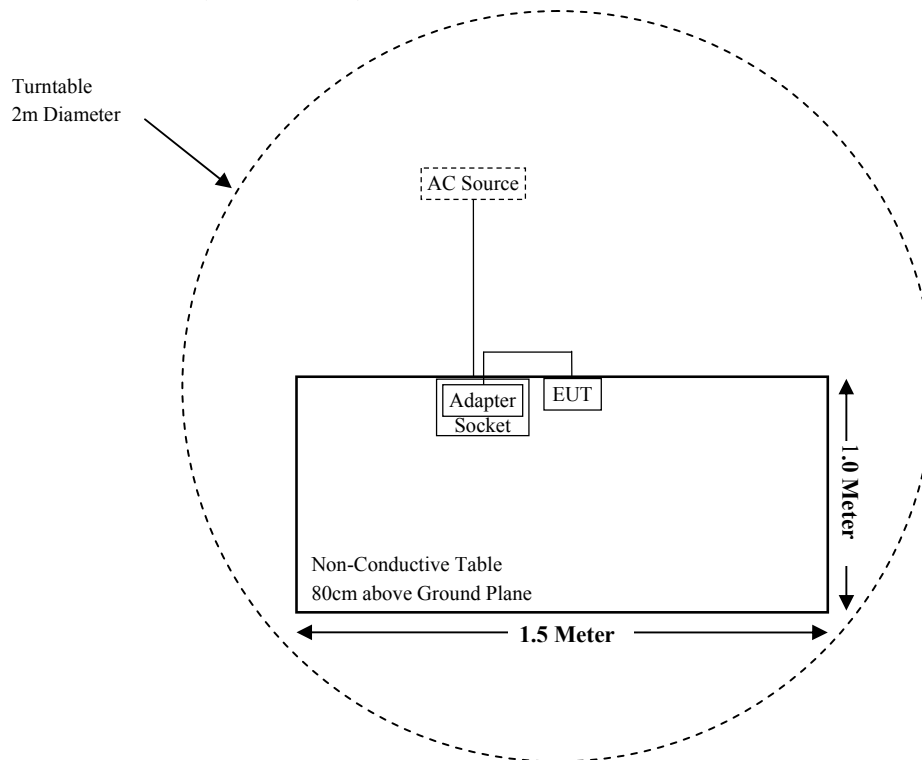 Turntable
2m Diameter
AC Source
Adapter
Socket
EUT
1.0 Meter
Non-Conductive Table
80cm above Ground Plane
1.5 Meter